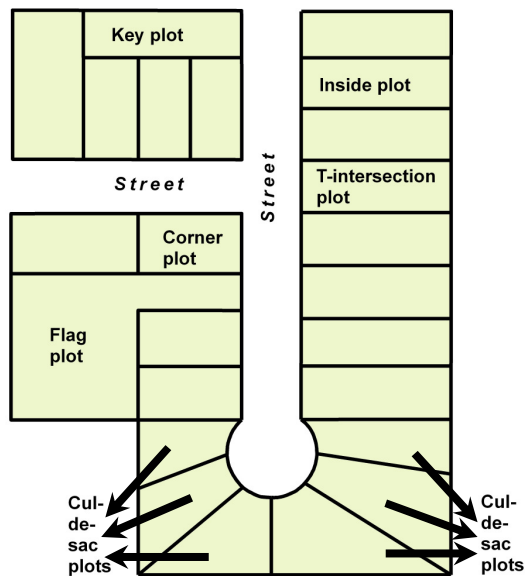 Key plot
Inside plot
Street
Street
T-intersection
plot
Corner
plot
Flag
plot
Cul-
de-
sac
plots
Cul-
de-
sac
plots